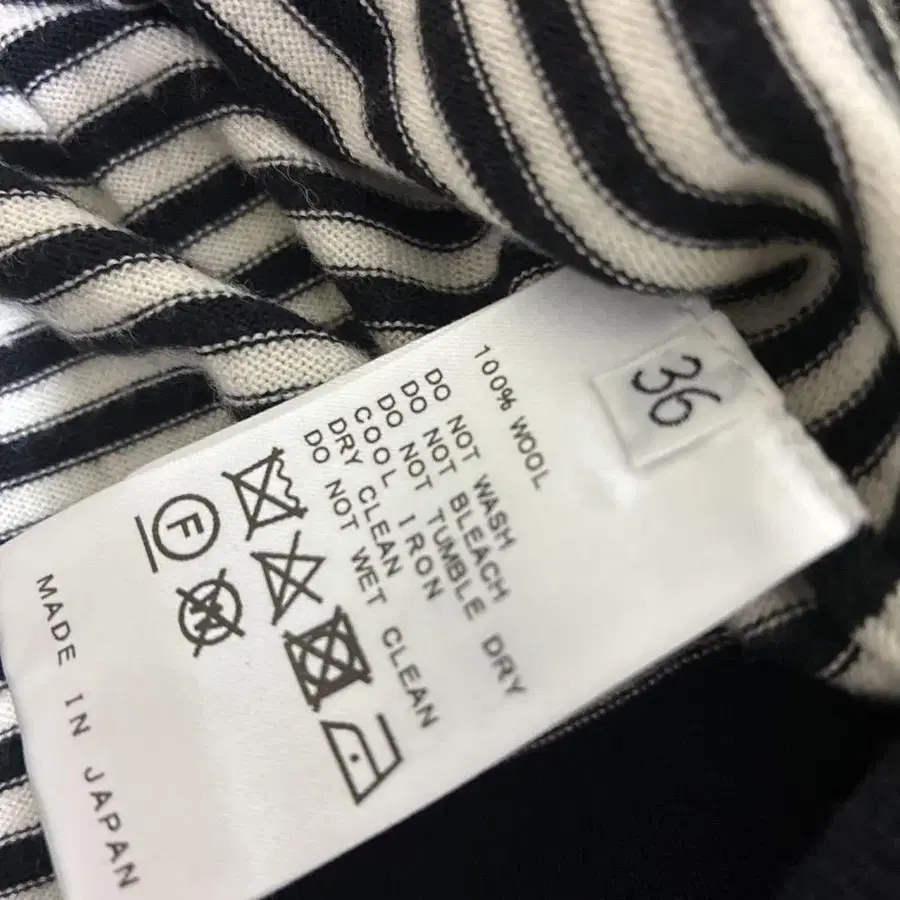 36
100% WOOL
DO NOT WASH
DO NOT BLEACH
DO NOT TUMBLE DRY
COOL IRON
DRY CLEAN
DO NOT WET CLEAN
F
W
MADE IN JAPAN